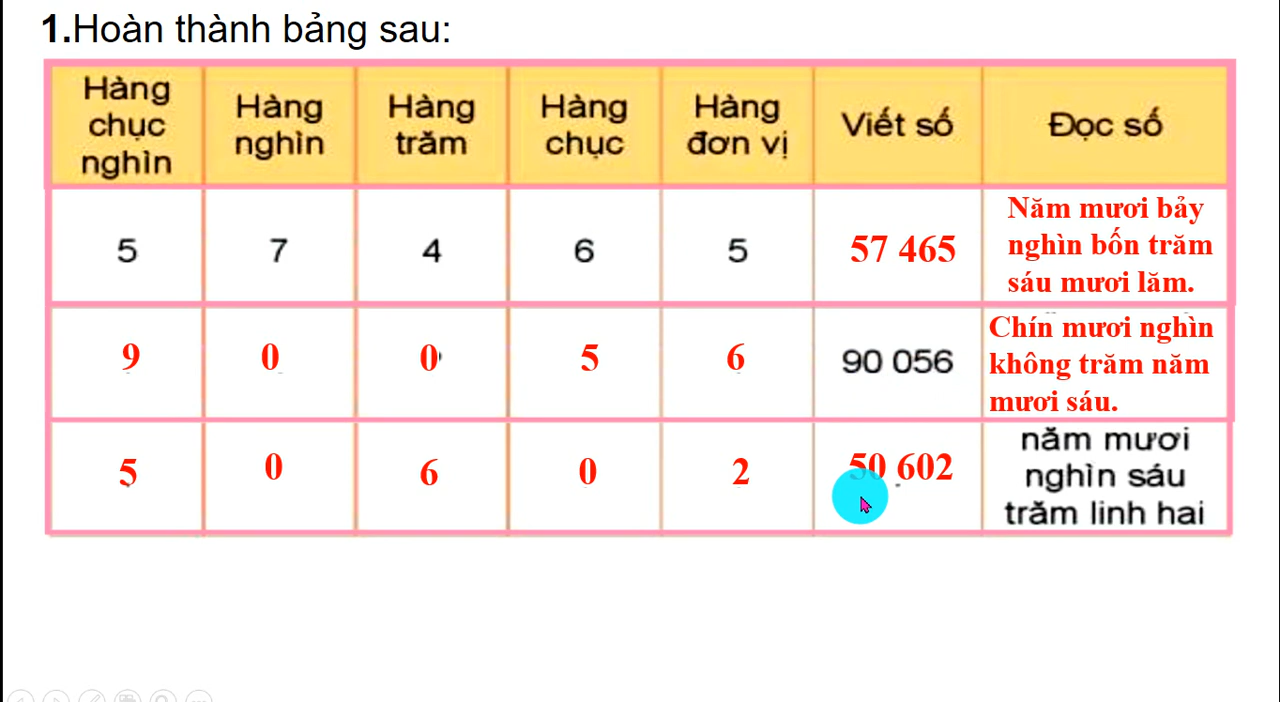 1.Hoàn thành bảng sau:
Hàng chục nghìn
Hàng nghìn
Hàng trăm
Hàng chục
Hàng đơn vị
Viết số
Đọc số
5
7
4
6
5
57 465
Năm mươi bảy
nghìn bốn trăm
sáu mươi lăm.
9
0
0
5
6
90 056
Chín mươi nghìn
không trăm năm
mươi sáu.
5
0
6
0
2
50 602
năm mươi
nghìn sáu
trăm linh hai